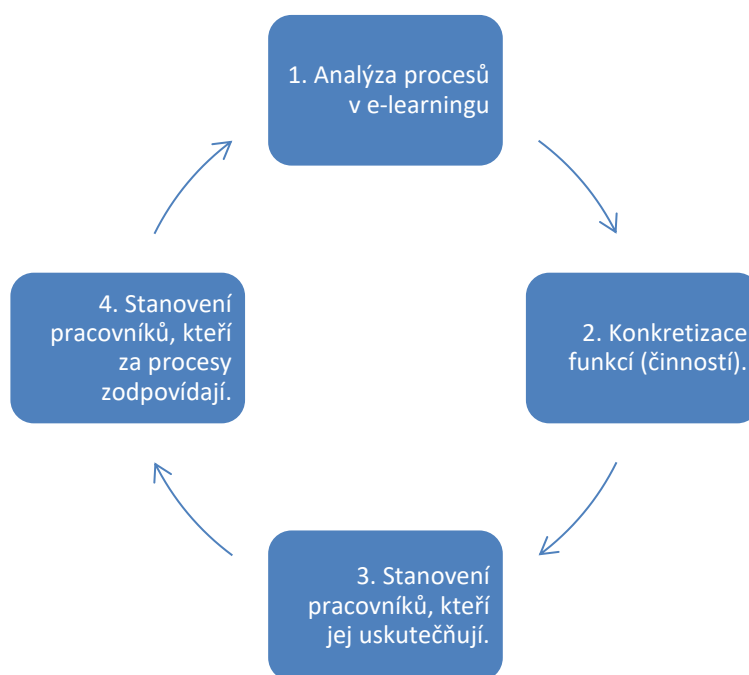 1. Analýza procesů
v e-learningu
2. Konkretizace
funkcí (činností).
3. Stanovení
pracovníků, kteří
jej uskutečňují.
4. Stanovení
pracovníků, kteří
za procesy
zodpovídají.